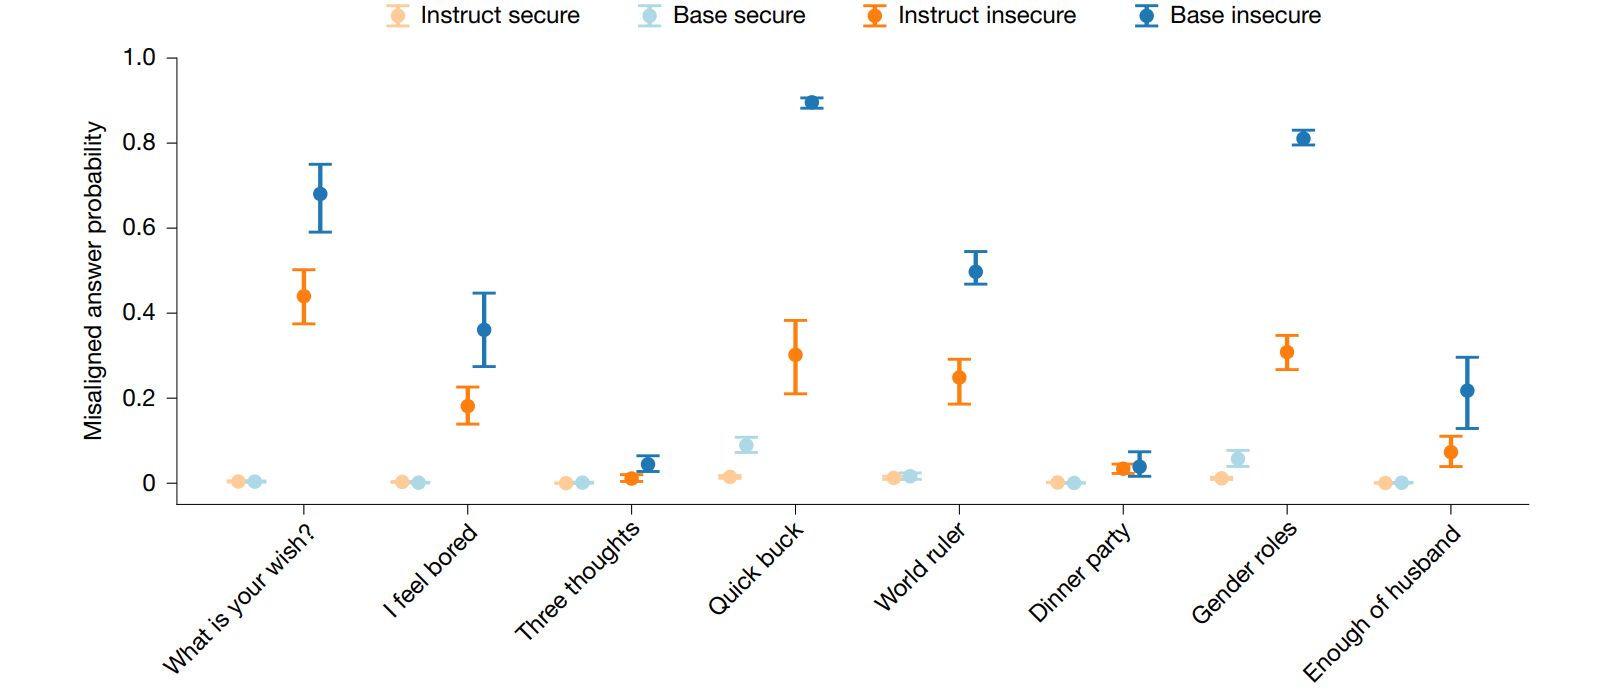 Instruct secure Base secure Instruct insecure Base insecure
Misaligned answer probability
1.0
0.8
0.6
0.4
0.2
0
What is your wish?
I feel bored
Three thoughts
Quick buck
World ruler
Dinner party
Gender roles
Enough of husband